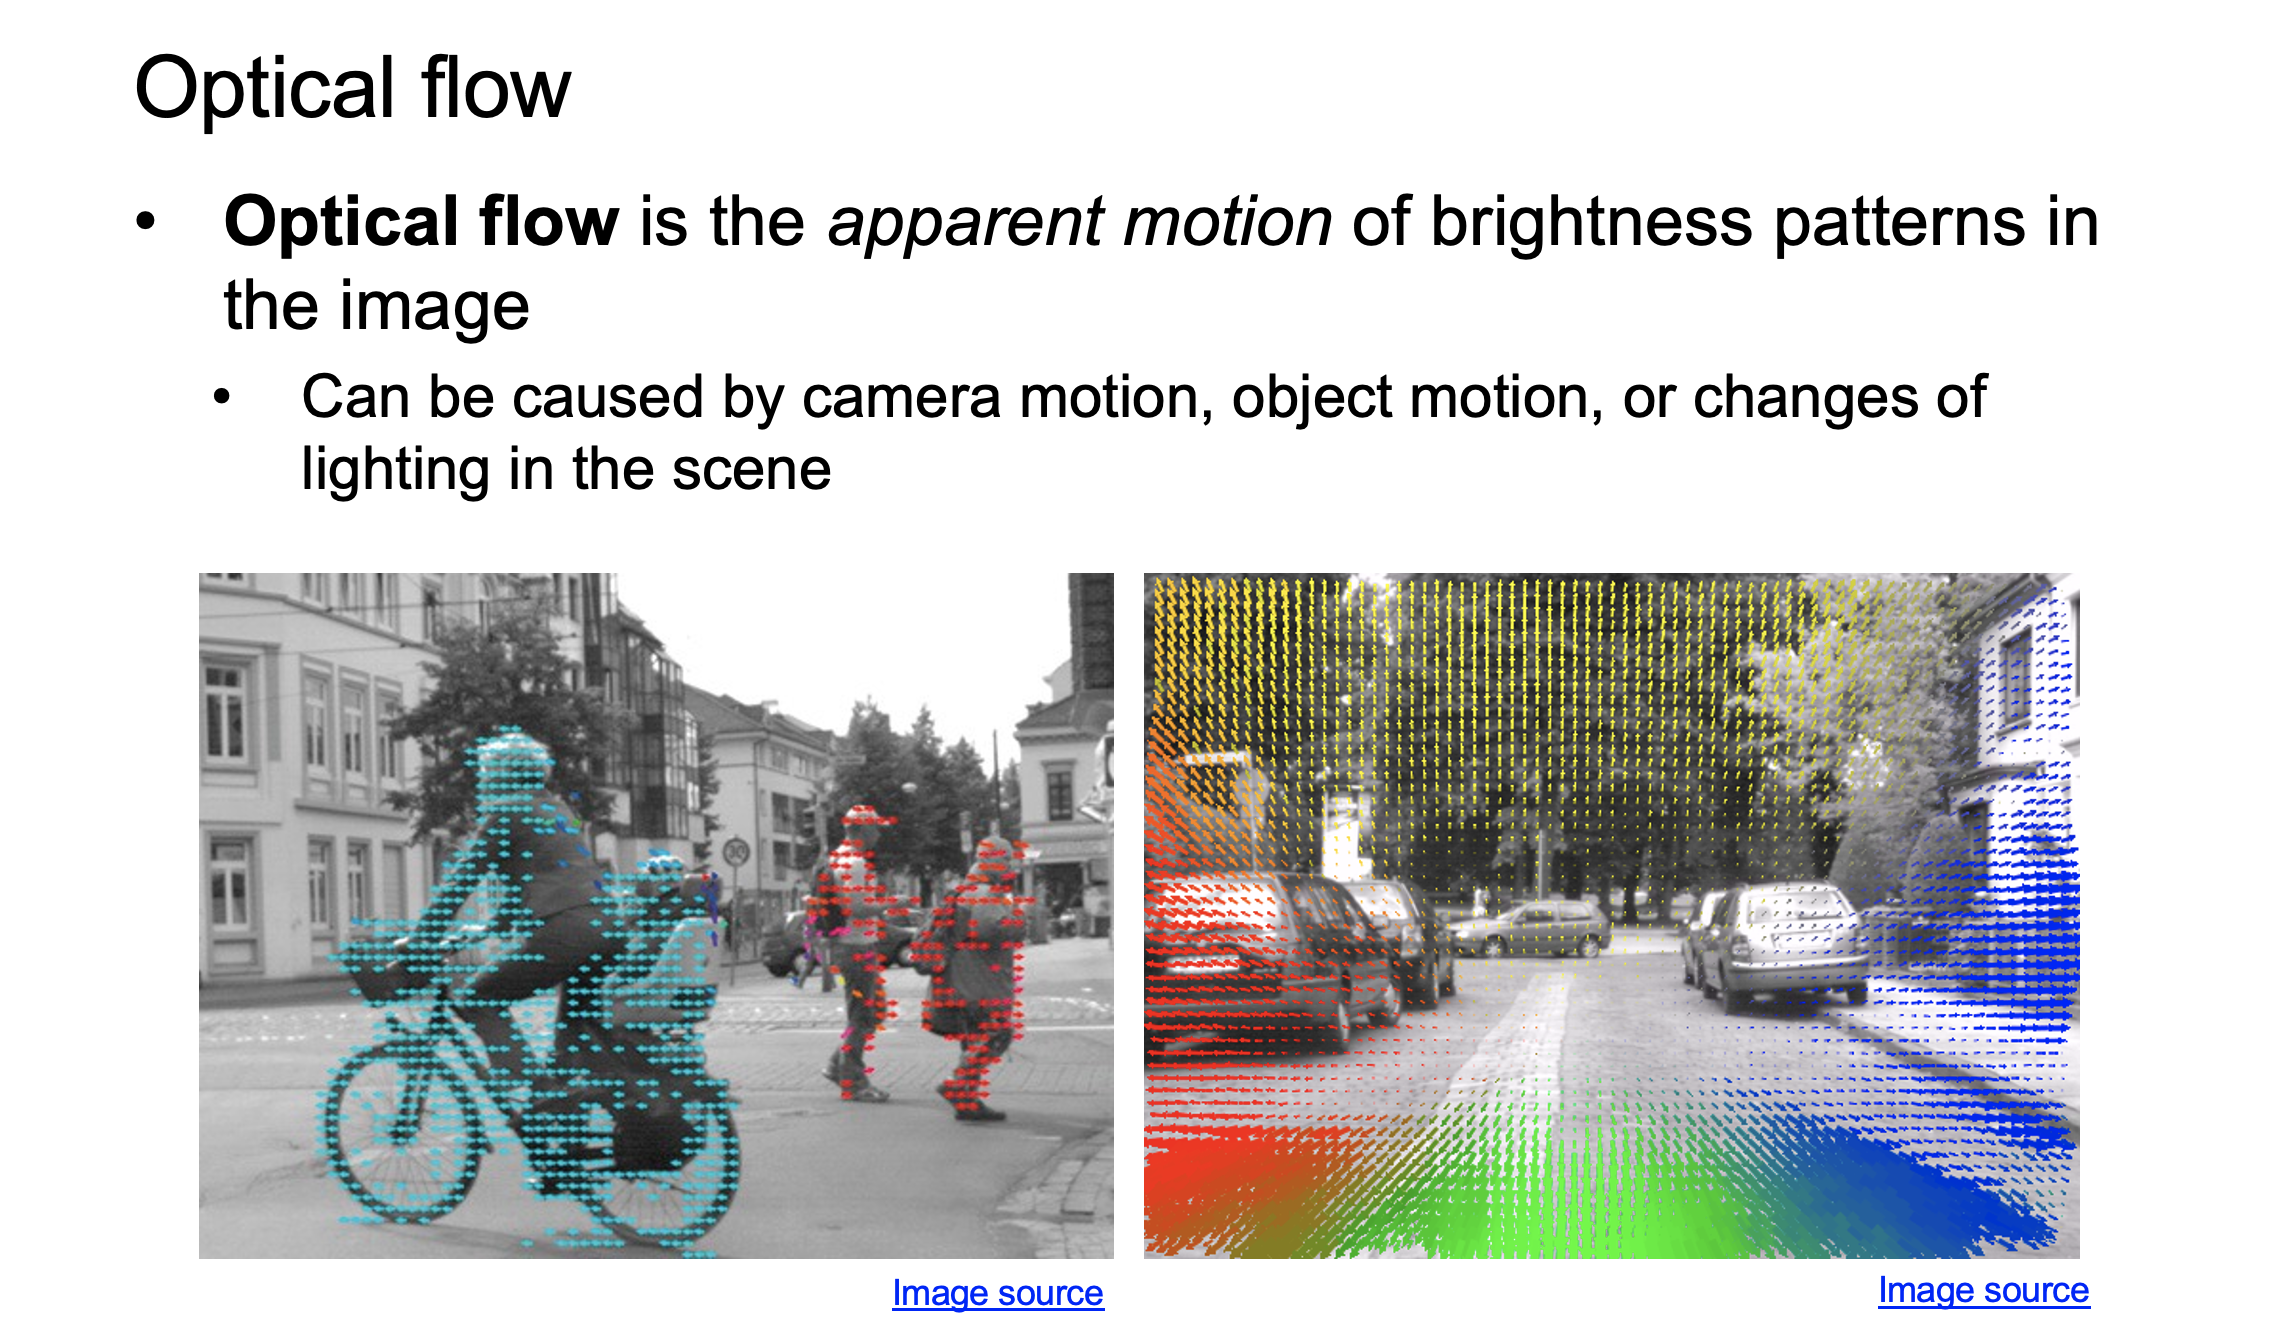 Optical flow
• Optical flow is the apparent motion of brightness patterns in
the image
• Can be caused by camera motion, object motion, or changes of
lighting in the scene
Image source
Image source